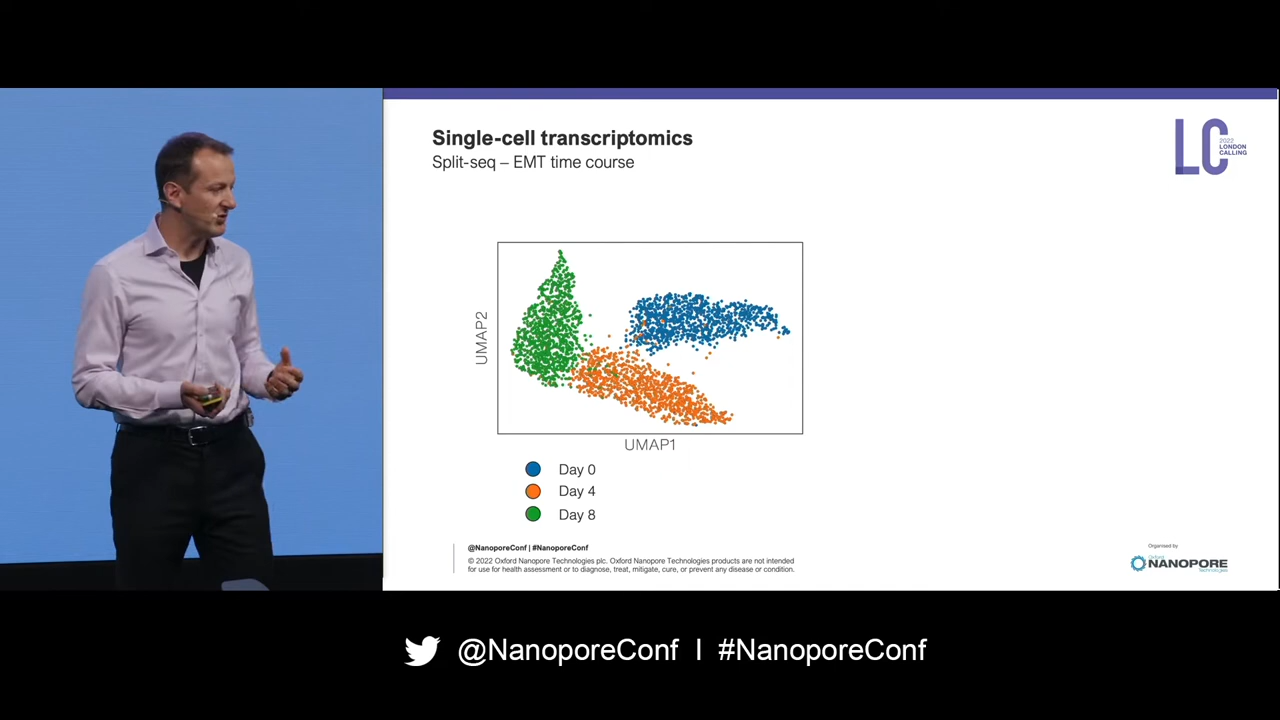 Single-cell transcriptomics
Split-seq – EMT time course
LC
2022
LONDON
CALLING
UMAP2
UMAP1
Day 0
Day 4
Day 8
@NanoporeConf | #NanoporeConf
© 2022 Oxford Nanopore Technologies plc. Oxford Nanopore Technologies products are not intended
for use for health assessment or to diagnose, treat, mitigate, cure, or prevent any disease or condition.
Organised by
Oxford
NANOPORE
Technologies
@NanoporeConf I #NanoporeConf